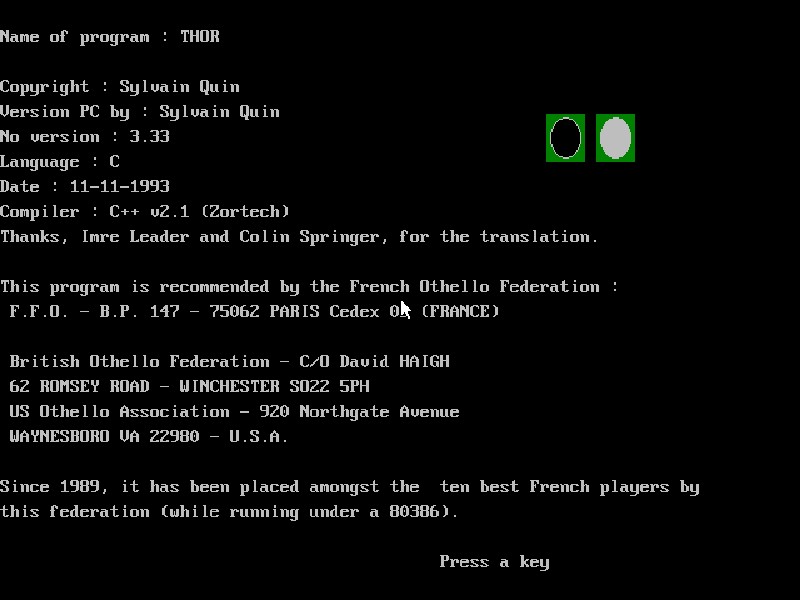 Name of program : THOR
Copyright : Sylvain Quin
Version PC by : Sylvain Quin
No version : 3.33
Language : C
Date : 11-11-1993
Compiler : C++ v2.1 (Zortech)
Thanks, Imre Leader and Colin Springer, for the translation.
This program is recommended by the French Othello Federation :
F.F.O. - B.P. 147 - 75062 PARIS Cedex (FRANCE)
British Othello Federation - C/O David HAIGH
62 ROMSEY ROAD - WINCHESTER SO22 5PH
US Othello Association - 920 Northgate Avenue
WAYNESBORO VA 22980 - U.S.A.
Since 1989, it has been placed amongst the  ten best French players by
this federation (while running under a 80386).
Press a key